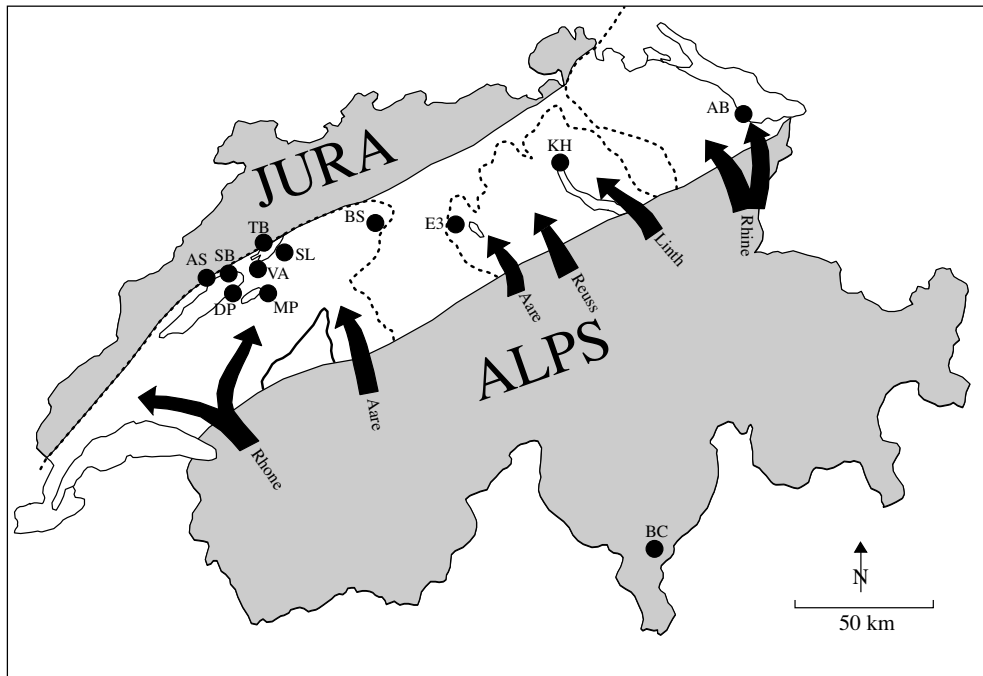 AB
JURA
KH
BS
E3
TB
SL
AS
SB
VA
DP
MP
Rhine
Linth
Reuss
Aare
ALPS
Aare
Rhone
BC
N
50 km